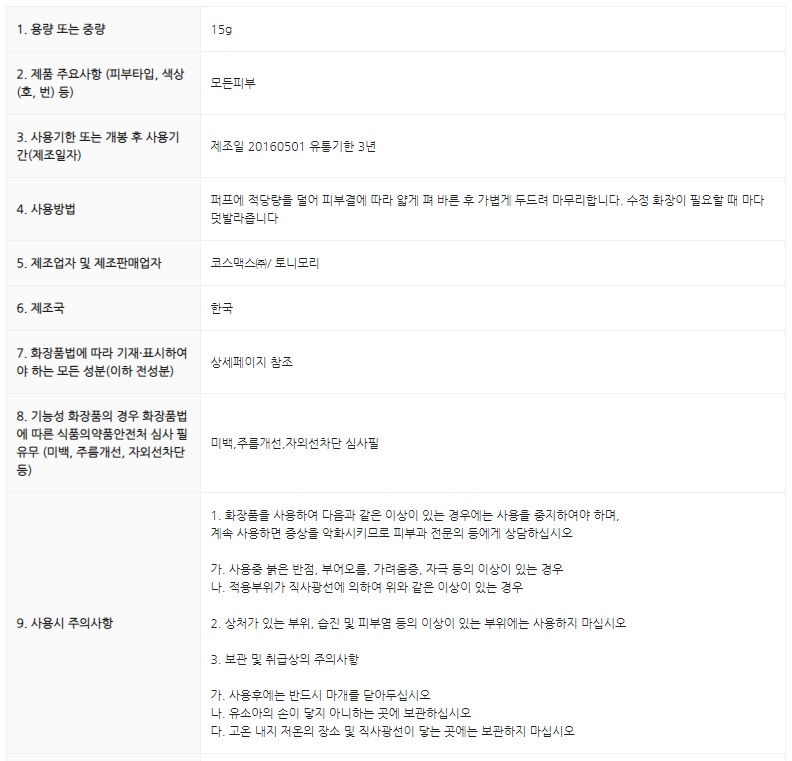 1. 용량 또는 중량
15g
2. 제품 주요사항 (피부타입, 색상
(호, 번) 등)
모든피부
3. 사용기한 또는 개봉 후 사용기
간(제조일자)
제조일 20160501 유통기한 3년
4. 사용방법
퍼프에 적당량을 덜어 피부결에 따라 얇게 펴 바른 후 가볍게 두드려 마무리합니다. 수정 화장이 필요할 때 마다
덧발라줍니다
5. 제조업자 및 제조판매업자
코스맥스㈜/ 토니모리
6. 제조국
한국
7. 화장품법에 따라 기재·표시하여
야 하는 모든 성분(이하 전성분)
상세페이지 참조
8. 기능성 화장품의 경우 화장품법
에 따른 식품의약품안전처 심사 필
유무 (미백, 주름개선, 자외선차단
등)
미백,주름개선,자외선차단 심사필
9. 사용시 주의사항
1. 화장품을 사용하여 다음과 같은 이상이 있는 경우에는 사용을 중지하여야 하며,
계속 사용하면 증상을 악화시키므로 피부과 전문의 등에게 상담하십시오
가. 사용중 붉은 반점, 부어오름, 가려움증, 자극 등의 이상이 있는 경우
나. 적용부위가 직사광선에 의하여 위와 같은 이상이 있는 경우
2. 상처가 있는 부위, 습진 및 피부염 등의 이상이 있는 부위에는 사용하지 마십시오
3. 보관 및 취급상의 주의사항
가. 사용후에는 반드시 마개를 닫아두십시오
나. 유소아의 손이 닿지 아니하는 곳에 보관하십시오
다. 고온 내지 저온의 장소 및 직사광선이 닿는 곳에는 보관하지 마십시오